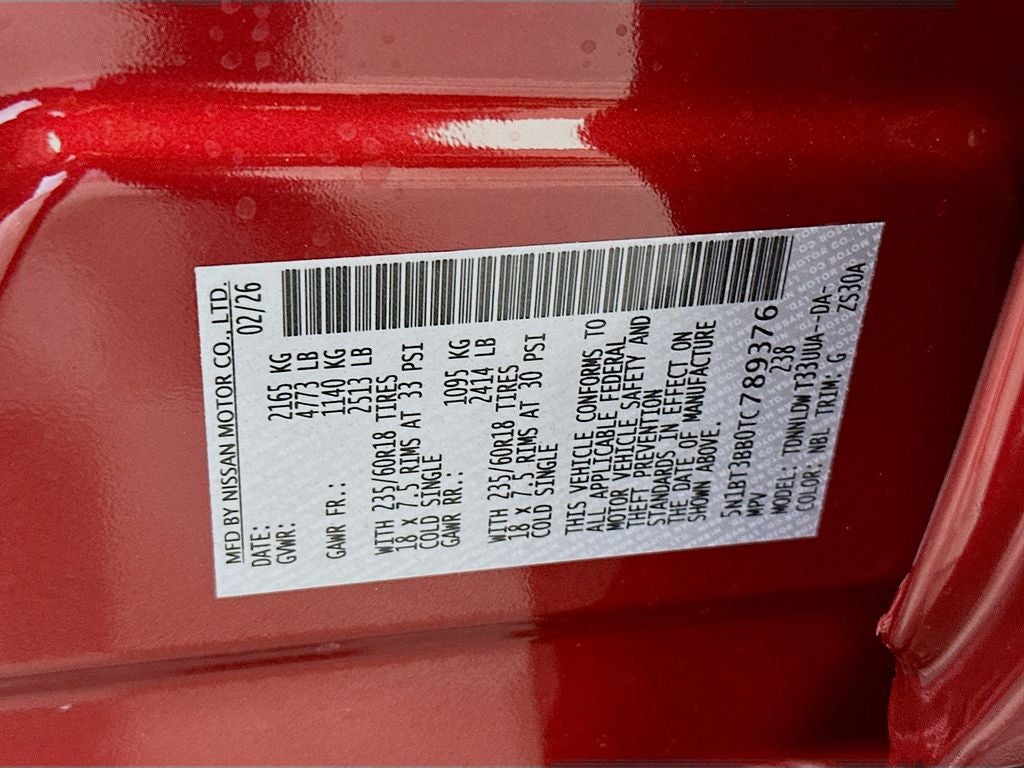 MFD BY NISSAN MOTOR CO., LTD.
DATE: 02/26
GVWR: 2165 KG
4773 LB
GAWR FR.: 1140 KG
2513 LB
WITH 235/60R18 TIRES
18 X 7.5 RIMS AT 33 PSI
COLD SINGLE
GAWR RR.: 1095 KG
2414 LB
WITH 235/60R18 TIRES
18 X 7.5 RIMS AT 30 PSI
COLD SINGLE
THIS VEHICLE CONFORMS TO
ALL APPLICABLE FEDERAL
MOTOR VEHICLE SAFETY AND
THEFT PREVENTION
STANDARDS IN EFFECT ON
THE DATE OF MANUFACTURE
SHOWN ABOVE.
5N1BT3BB0TC789376
MPV 238
MODEL: TDNNLDW T33UUA--DA-
COLOR: NBL TRIM: G ZS30A